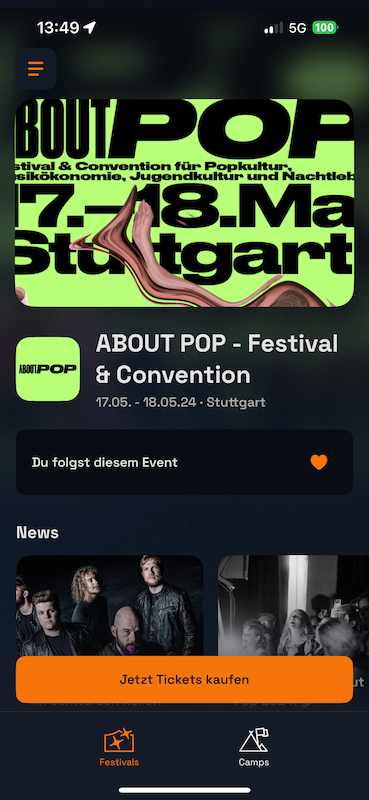 13:49
5G
100
ABOUT POP
stival & Convention für Popkultur,
sikökonomie, Jugendkultur und Nachtleb
17.–18.Ma
Stuttgart
ABOUT POP
ABOUT POP - Festival
& Convention
17.05. - 18.05.24 · Stuttgart
Du folgst diesem Event
News
Jetzt Tickets kaufen
Festivals
Camps